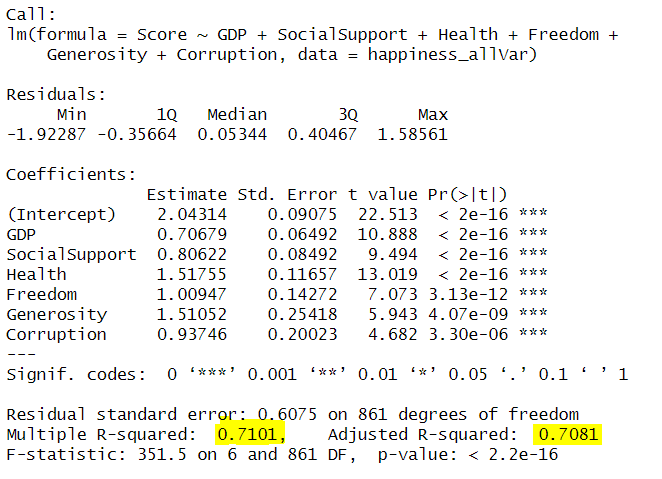 Call:
lm(formula = Score ~ GDP + SocialSupport + Health + Freedom +
    Generosity + Corruption, data = happiness_allVar)

Residuals:
     Min       1Q   Median       3Q      Max
-1.92287 -0.35664  0.05344  0.40467  1.58561

Coefficients:
              Estimate Std. Error t value Pr(>|t|)
(Intercept)    2.04314    0.09075  22.513  < 2e-16 ***
GDP            0.70679    0.06492  10.888  < 2e-16 ***
SocialSupport  0.80622    0.08492   9.494  < 2e-16 ***
Health         1.51755    0.11657  13.019  < 2e-16 ***
Freedom        1.00947    0.14272   7.073 3.13e-12 ***
Generosity     1.51052    0.25418   5.943 4.07e-09 ***
Corruption     0.93746    0.20023   4.682 3.30e-06 ***
---
Signif. codes:  0 ‘***’ 0.001 ‘**’ 0.01 ‘*’ 0.05 ‘.’ 0.1 ‘ ’ 1

Residual standard error: 0.6075 on 861 degrees of freedom
Multiple R-squared:  0.7101,    Adjusted R-squared:  0.7081
F-statistic: 351.5 on 6 and 861 DF,  p-value: < 2.2e-16